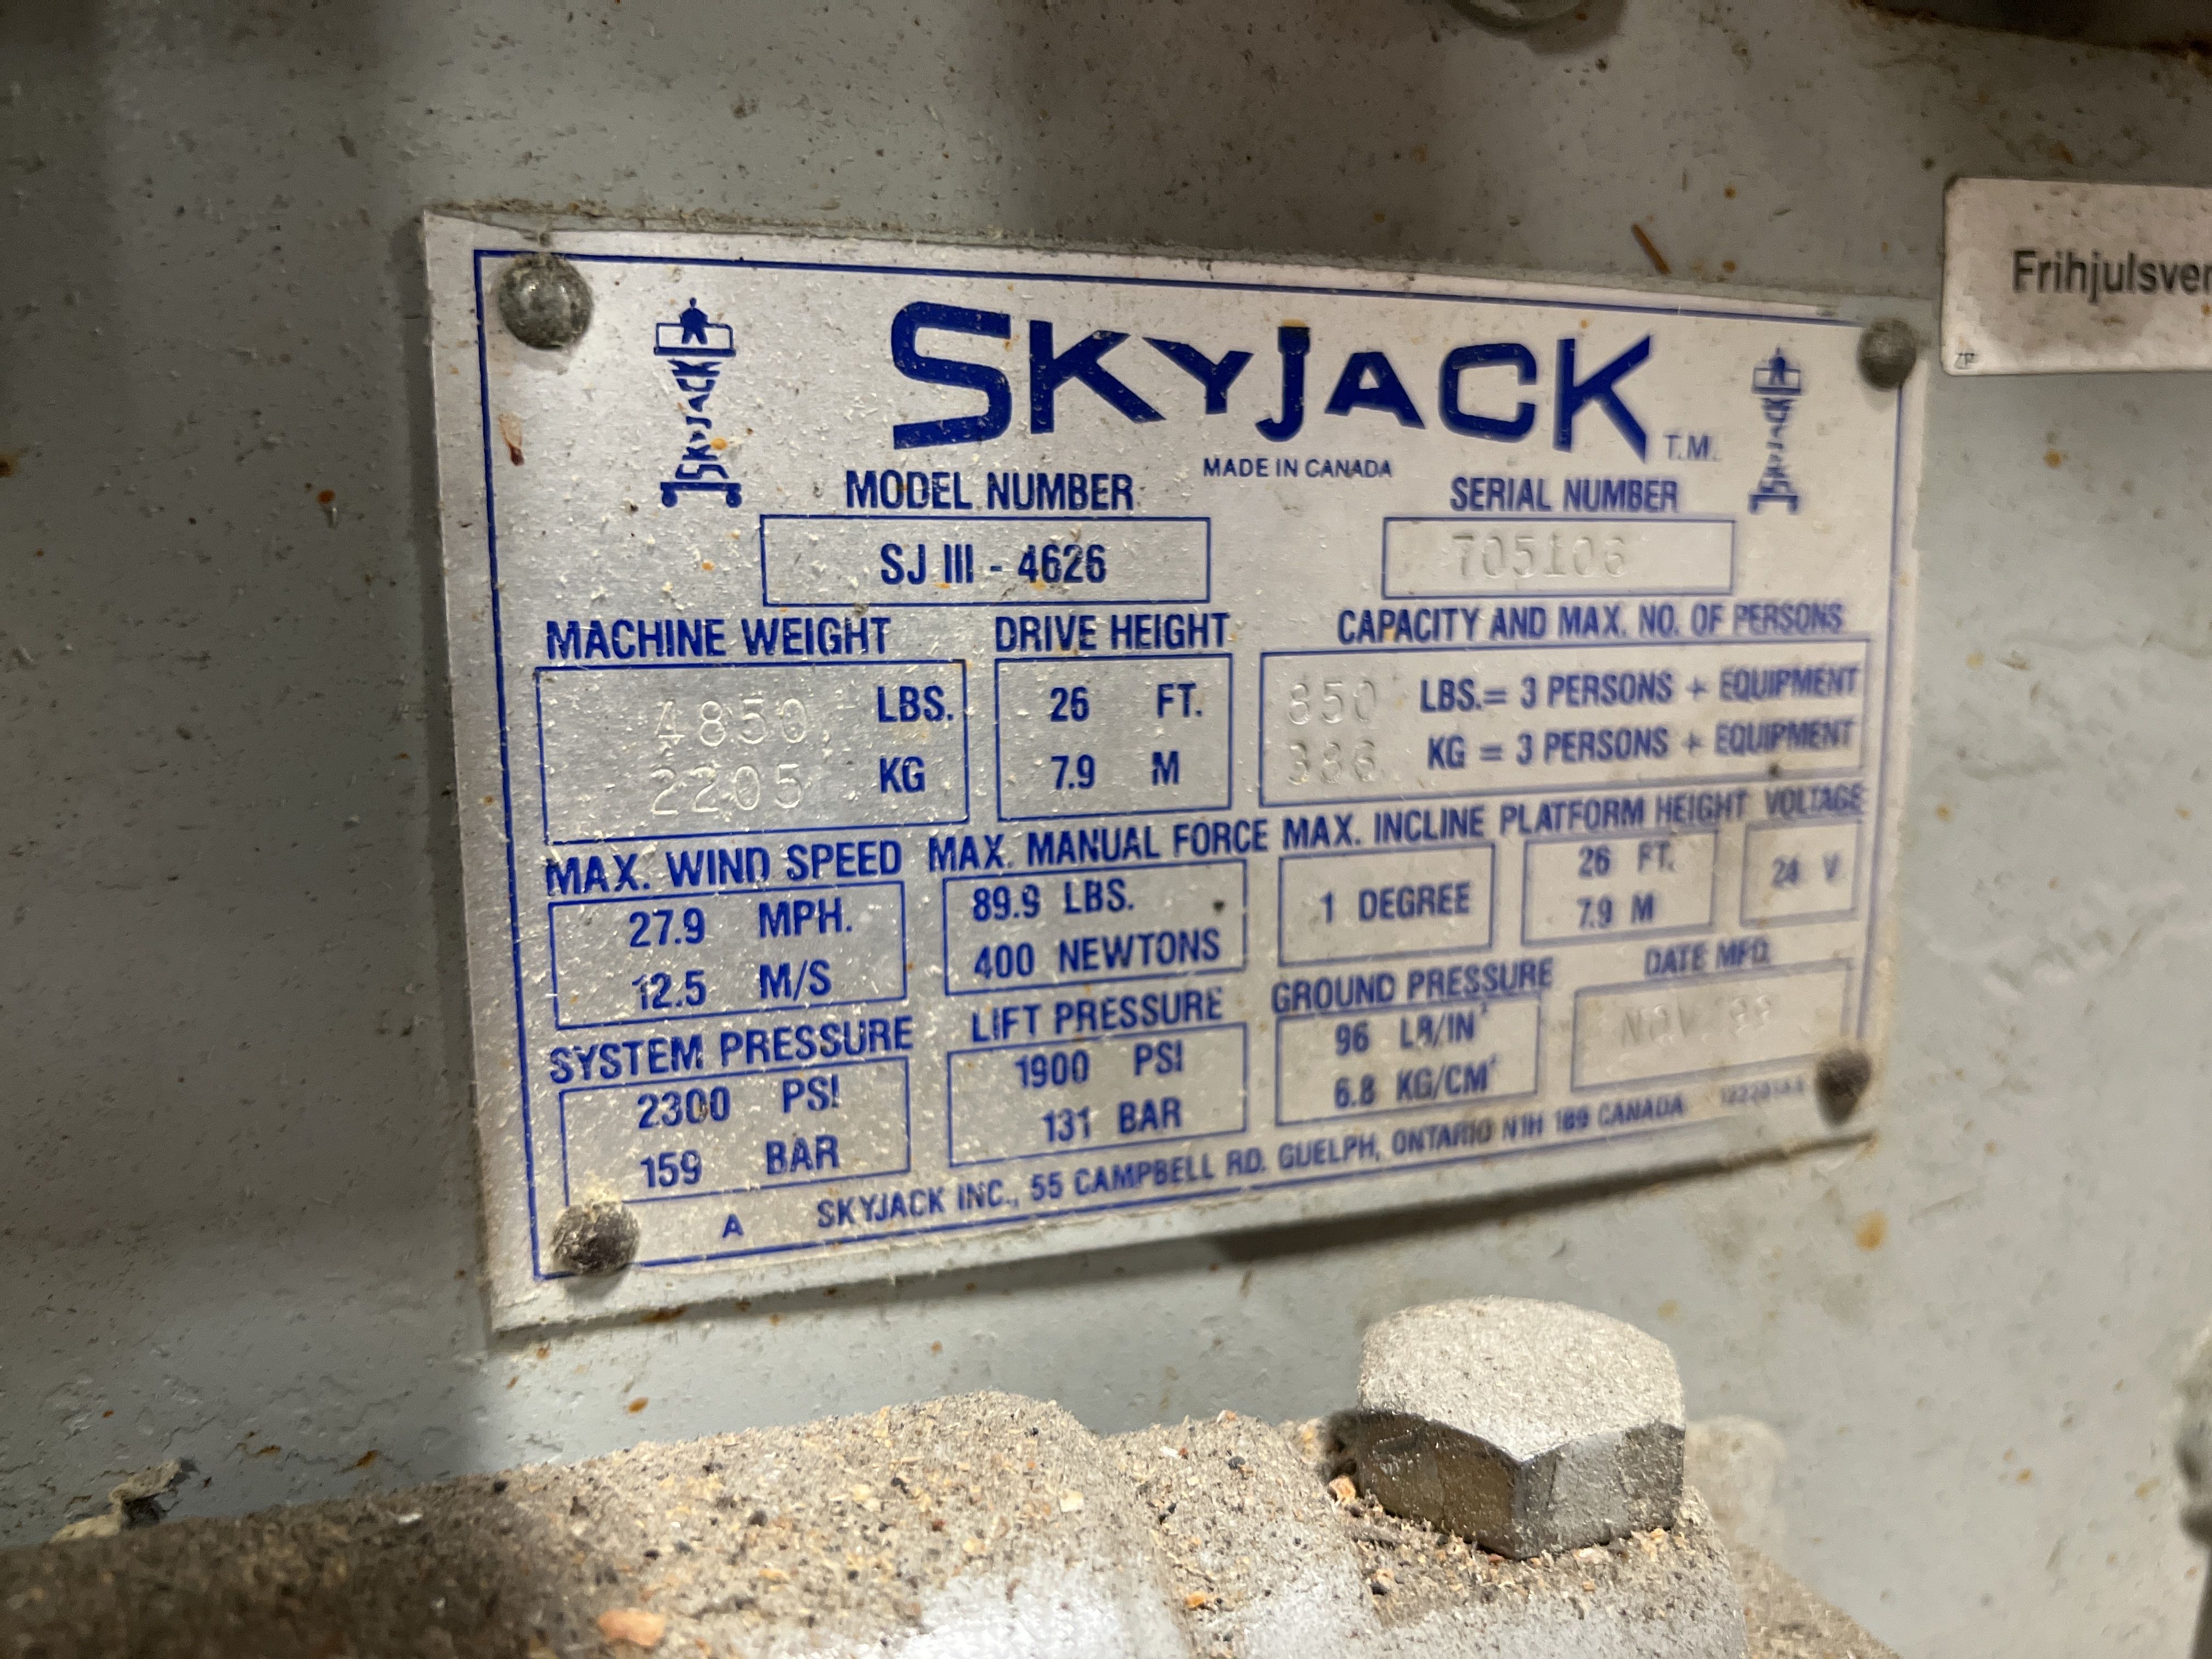 SKYJACK
SKYJACK T.M.
SKYJACK
MADE IN CANADA
MODEL NUMBER
SERIAL NUMBER
SJ III - 4626
705106
MACHINE WEIGHT
DRIVE HEIGHT
CAPACITY AND MAX. NO. OF PERSONS
4850 LBS.
2205 KG
26 FT.
7.9 M
850 LBS.= 3 PERSONS + EQUIPMENT
386 KG = 3 PERSONS + EQUIPMENT
MAX. WIND SPEED
MAX. MANUAL FORCE
MAX. INCLINE
PLATFORM HEIGHT
VOLTAGE
27.9 MPH.
12.5 M/S
89.9 LBS.
400 NEWTONS
1 DEGREE
26 FT.
7.9 M
24 V
SYSTEM PRESSURE
LIFT PRESSURE
GROUND PRESSURE
DATE MFD.
2300 PSI
159 BAR
1900 PSI
131 BAR
96 LB/IN²
6.8 KG/CM²
NOV 99
A SKYJACK INC., 55 CAMPBELL RD. GUELPH, ONTARIO N1H 1B9 CANADA
Frihjulsver